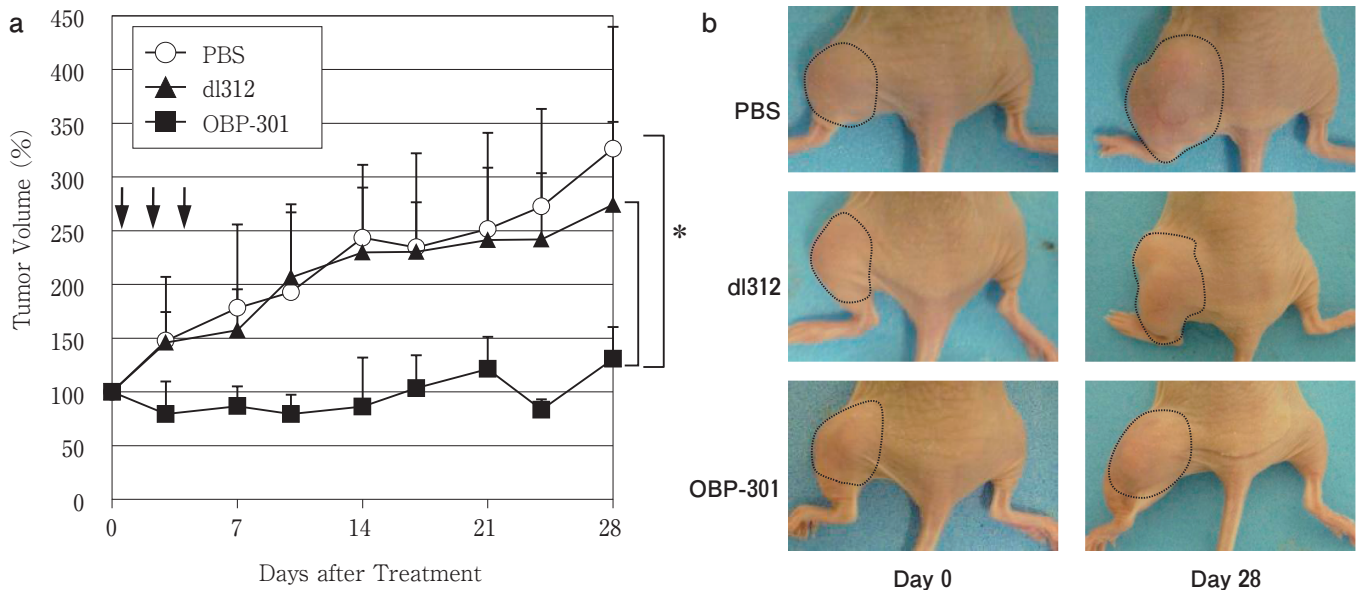 a
450
400
350
300
250
200
150
100
50
0
Tumor Volume (%)
PBS
dl312
OBP-301
*
0 7 14 21 28
Days after Treatment
b
PBS
dl312
OBP-301
Day 0 Day 28